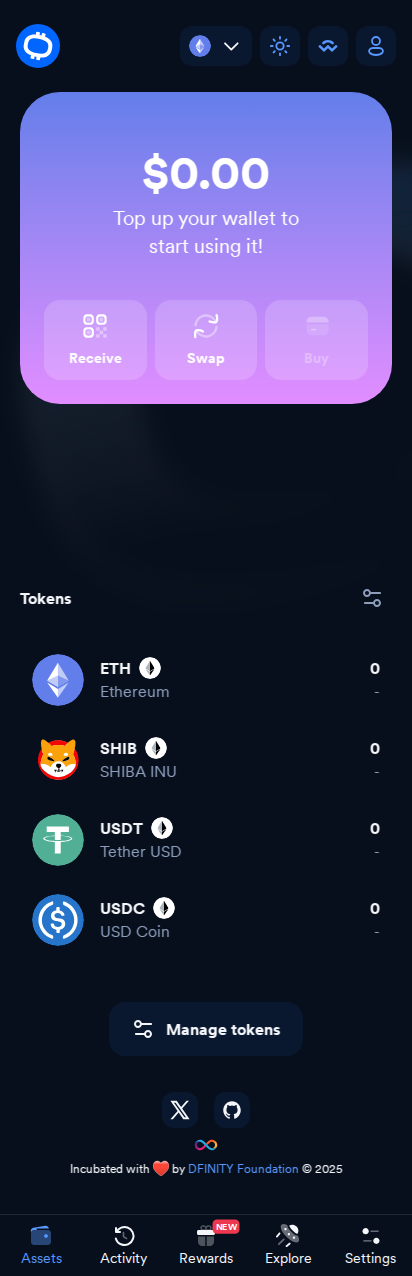 $0.00
Top up your wallet to
start using it!
Receive
Swap
Buy
Tokens
ETH
0
Ethereum
-
SHIB
0
SHIBA INU
-
USDT
0
Tether USD
-
USDC
0
USD Coin
-
Manage tokens
Incubated with ❤️ by DFINITY Foundation © 2025
NEW
Assets
Activity
Rewards
Explore
Settings